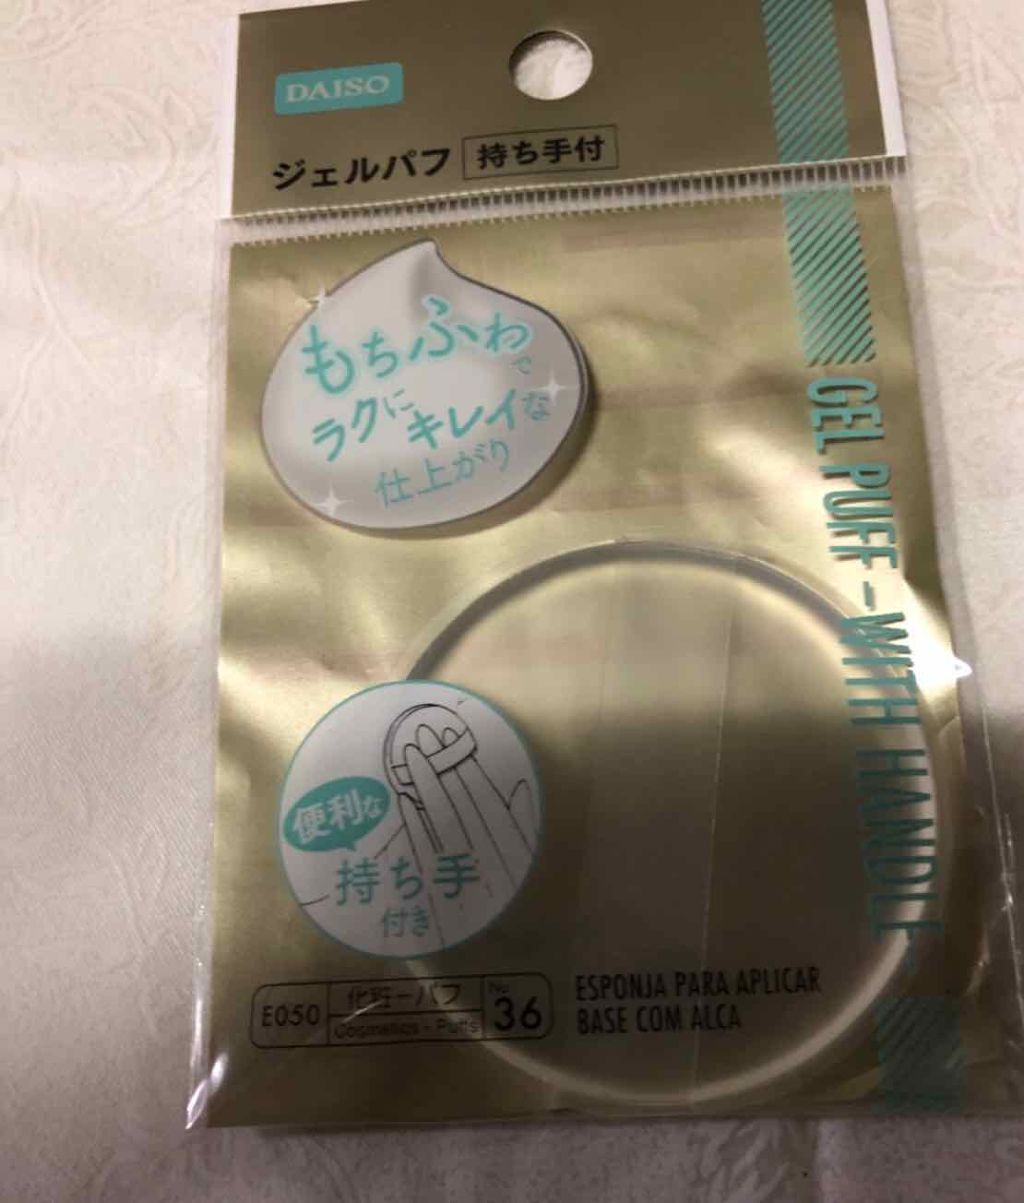 DAISO
ジェルパフ 持ち手付
もちふわで
ラクにキレイな
仕上がり
GEL PUFF -WITH HANDLE-
便利な
持ち手
付き
E050
化粧-パフ
Cosmetics - Puffs
No
36
ESPONJA PARA APLICAR
BASE COM ALCA